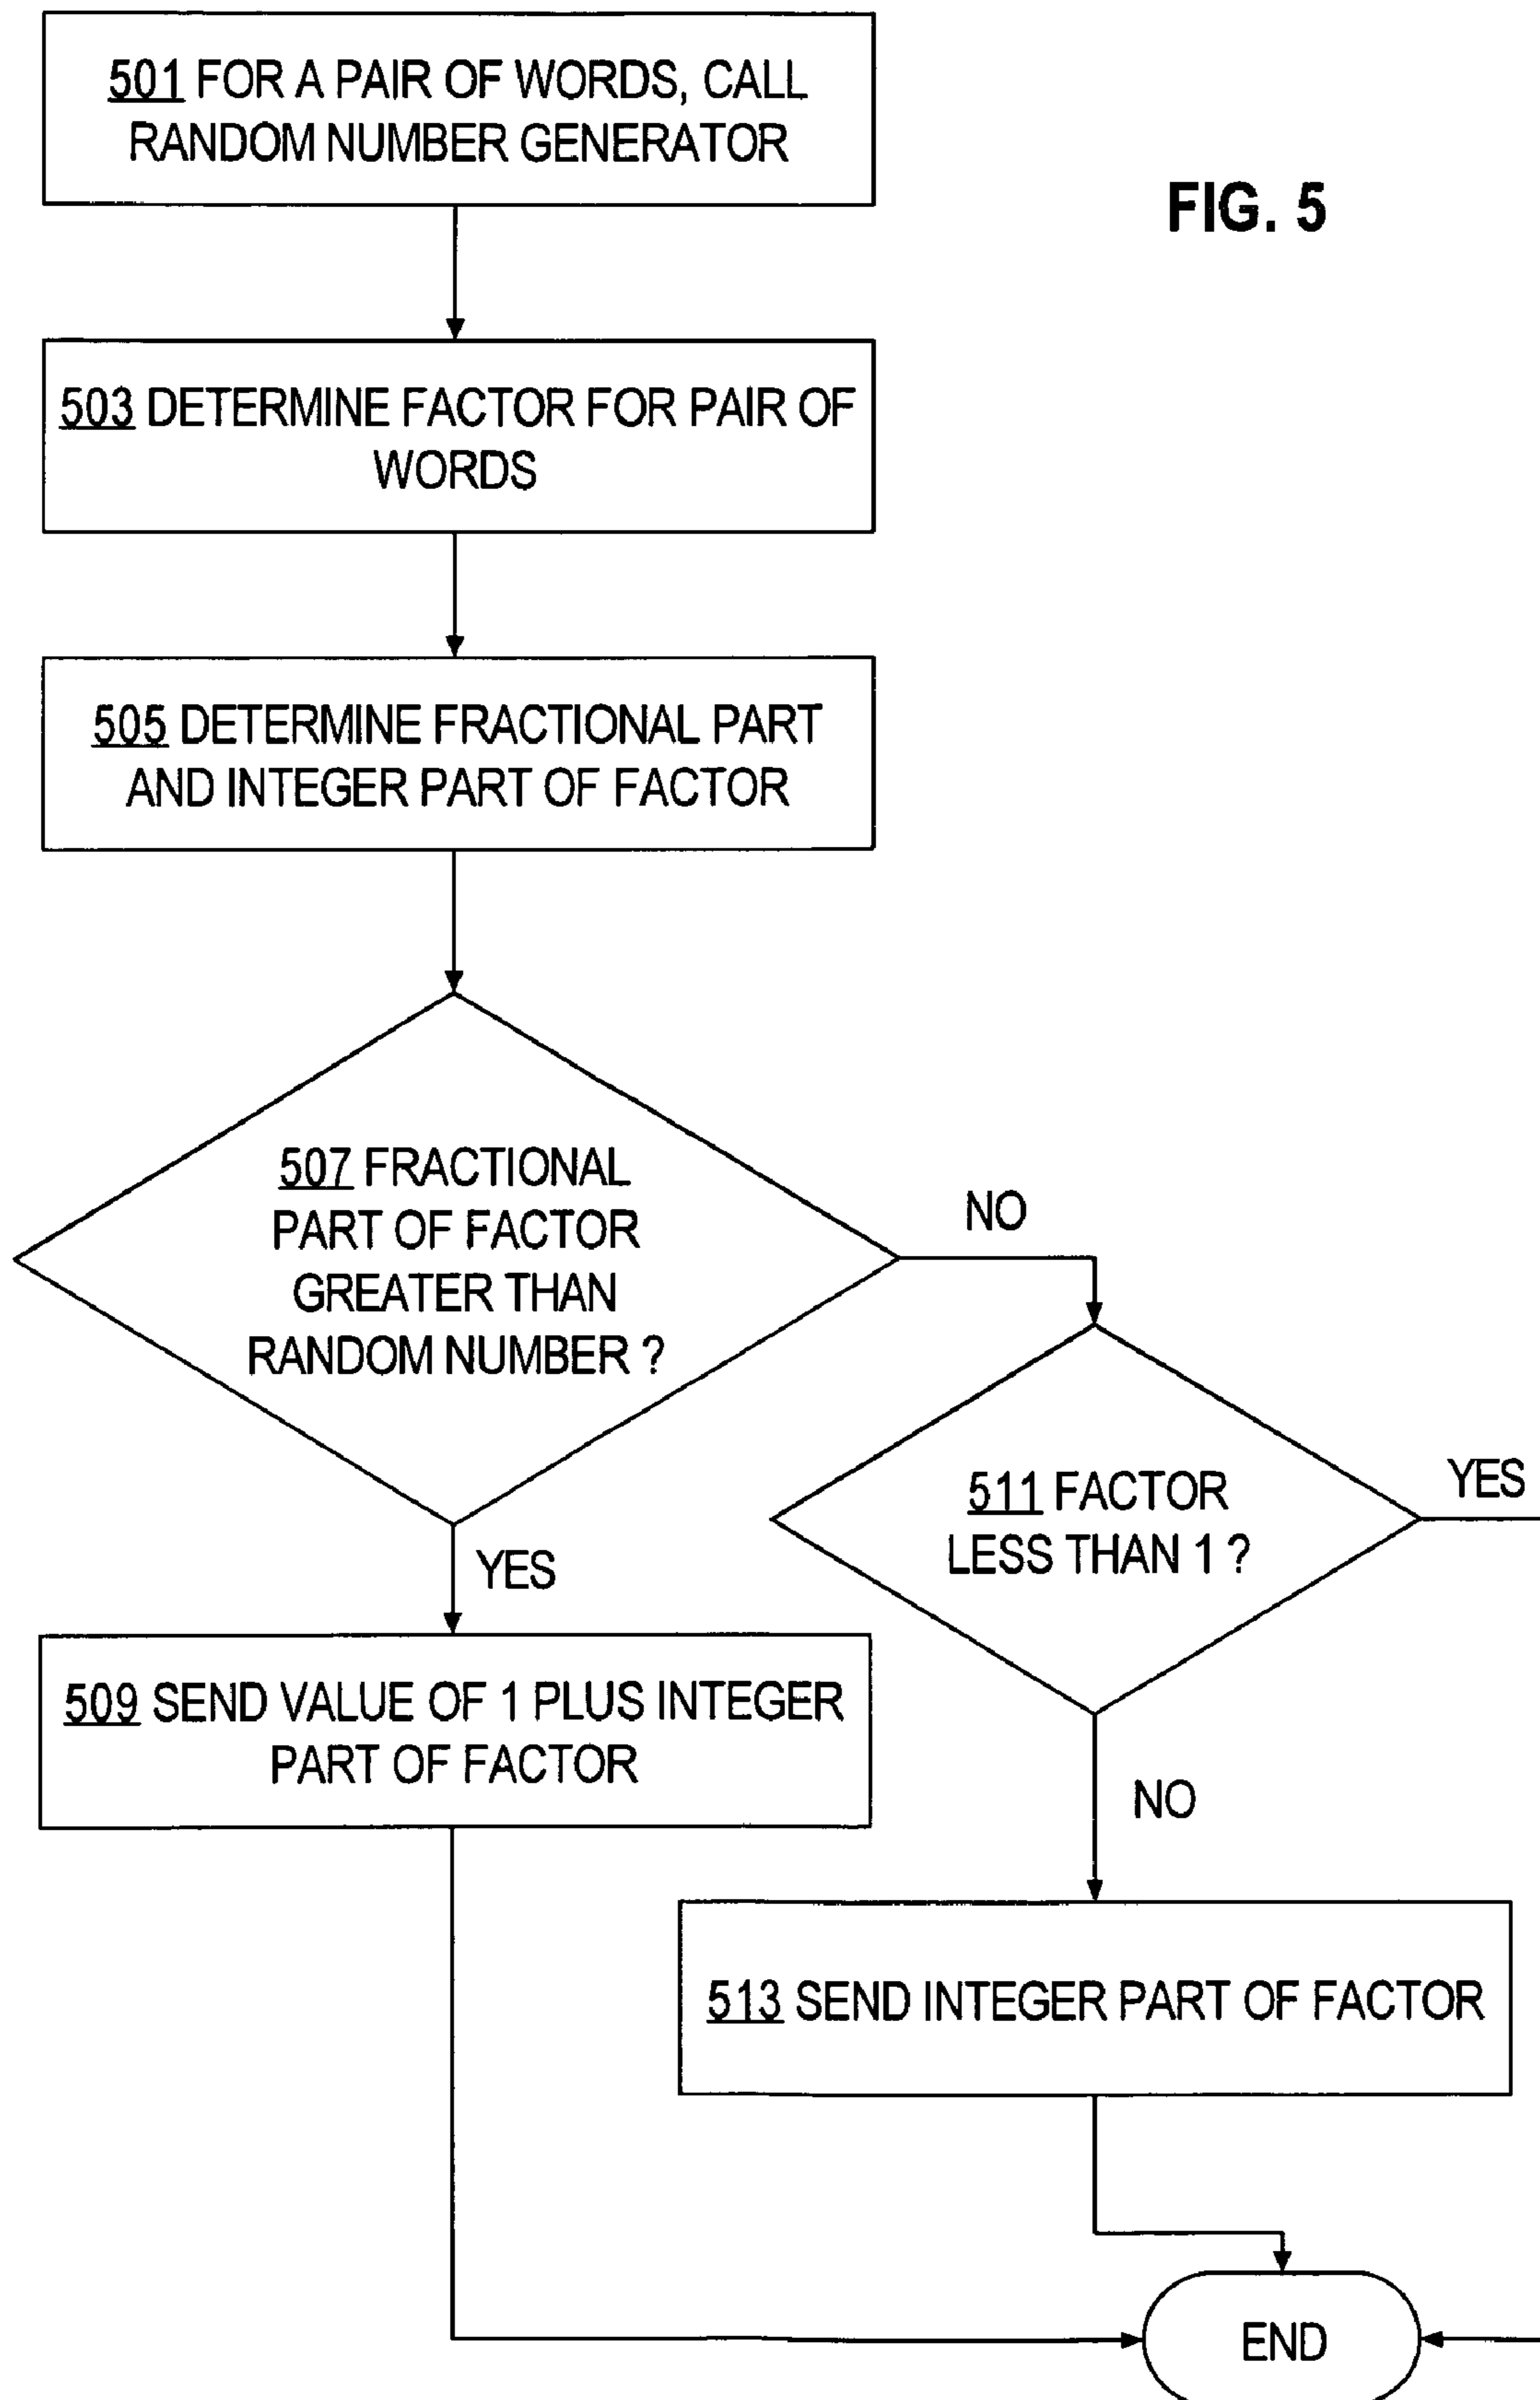 501 FOR A PAIR OF WORDS, CALL
RANDOM NUMBER GENERATOR
FIG. 5
503 DETERMINE FACTOR FOR PAIR OF
WORDS
505 DETERMINE FRACTIONAL PART
AND INTEGER PART OF FACTOR
507 FRACTIONAL
PART OF FACTOR
GREATER THAN
RANDOM NUMBER ?
NO
511 FACTOR
LESS THAN 1 ?
YES
YES
509 SEND VALUE OF 1 PLUS INTEGER
PART OF FACTOR
NO
513 SEND INTEGER PART OF FACTOR
END